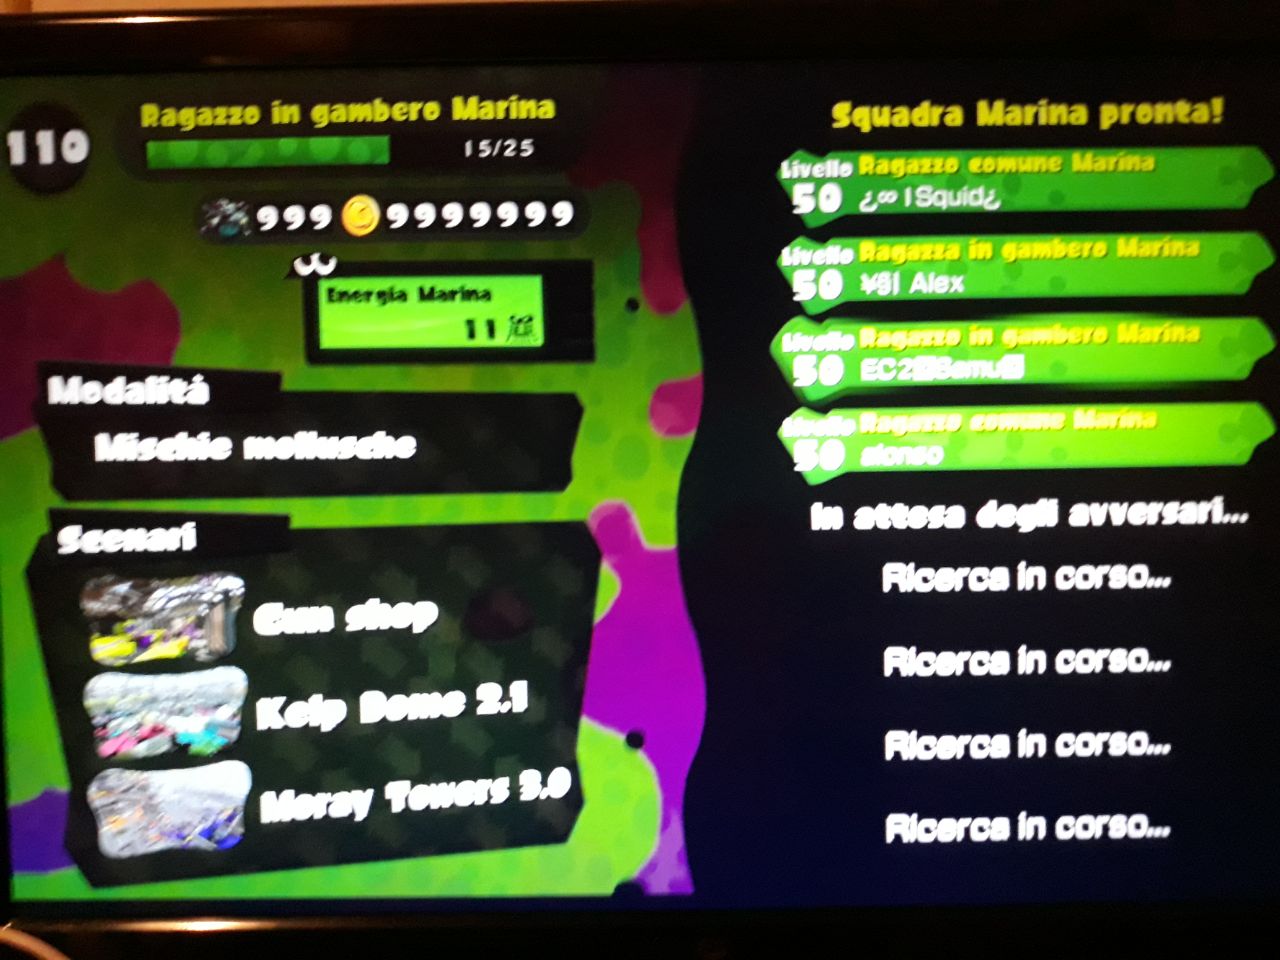 110
Ragazzo in gambero Marina
15/25
999 9999999
Energia Marina
11
Modalità
Mischie mollusche
Scenari
Gun shop
Kelp Dome 2.1
Moray Towers 3.0
Squadra Marina pronta!
Livello 50 Ragazzo comune Marina
¿∞ ISquid¿
Livello 50 Ragazza in gambero Marina
¥§| Alex
Livello 50 Ragazzo in gambero Marina
Livello 50 Ragazzo comune Marina
alonso
In attesa degli avversari...
Ricerca in corso...
Ricerca in corso...
Ricerca in corso...
Ricerca in corso...